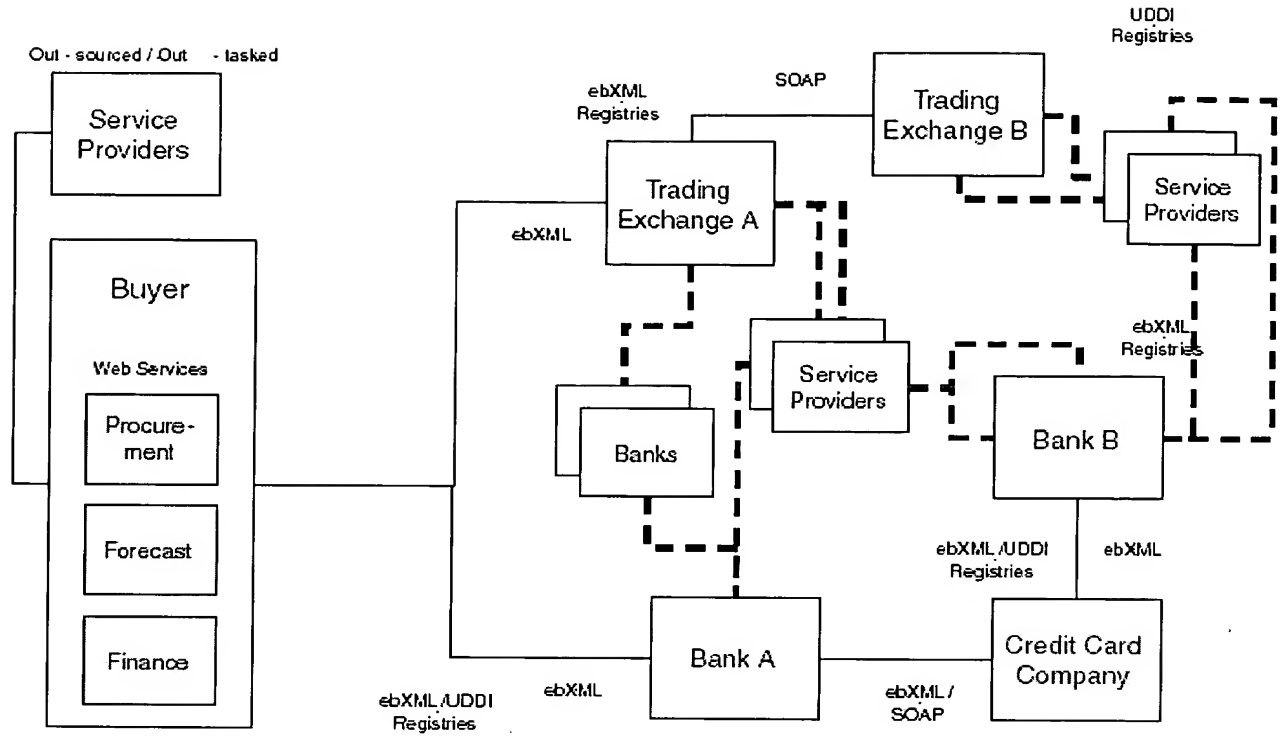 Out - sourced / Out - tasked
Service
Providers
Buyer
Web Services
Procure-
ment
Forecast
Finance
ebXML
Registries
SOAP
Trading
Exchange B
UDDI
Registries
Service
Providers
Trading
Exchange A
ebXML
Service
Providers
Banks
ebXML
Registries
Bank B
ebXML/UDDI
Registries
ebXML
Bank A
Credit Card
Company
ebXML/UDDI
Registries
ebXML
ebXML/
SOAP